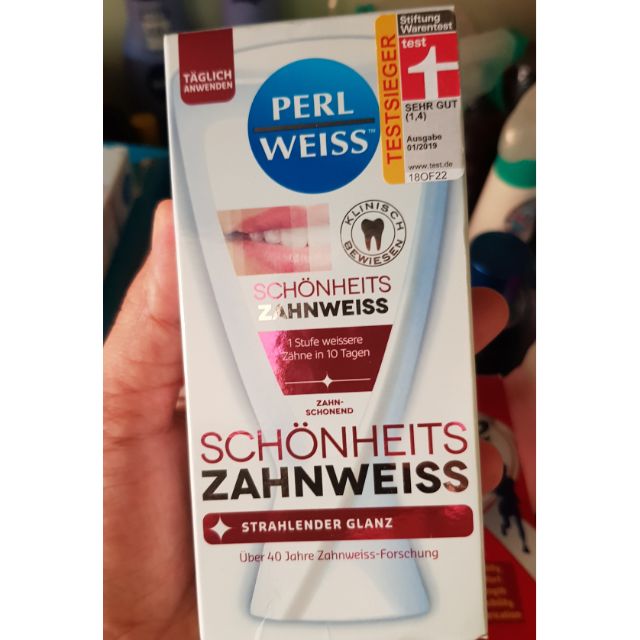 TÄGLICH
ANWENDEN
PERL
WEISS™
TESTSIEGER
Stiftung
Warentest
test
SEHR GUT
(1,4)
Ausgabe
01/2019
www.test.de
18OF22
KLINISCH
BEWIESEN
SCHÖNHEITS
ZAHNWEISS
1 Stufe weissere
Zähne in 10 Tagen
ZAHN-
SCHONEND
SCHÖNHEITS
ZAHNWEISS
STRAHLENDER GLANZ
Über 40 Jahre Zahnweiss-Forschung